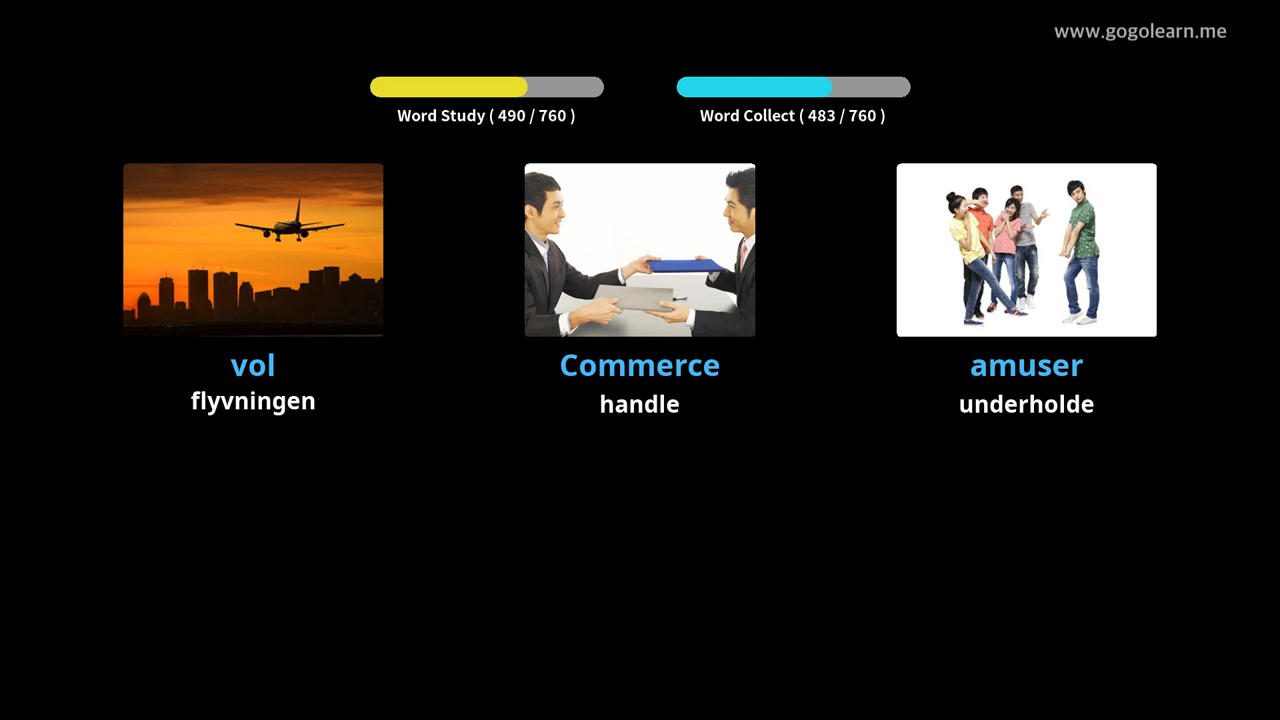 www.gogolearn.me
Word Study ( 490 / 760 )
Word Collect ( 483 / 760 )
vol
flyvningen
Commerce
handle
amuser
underholde